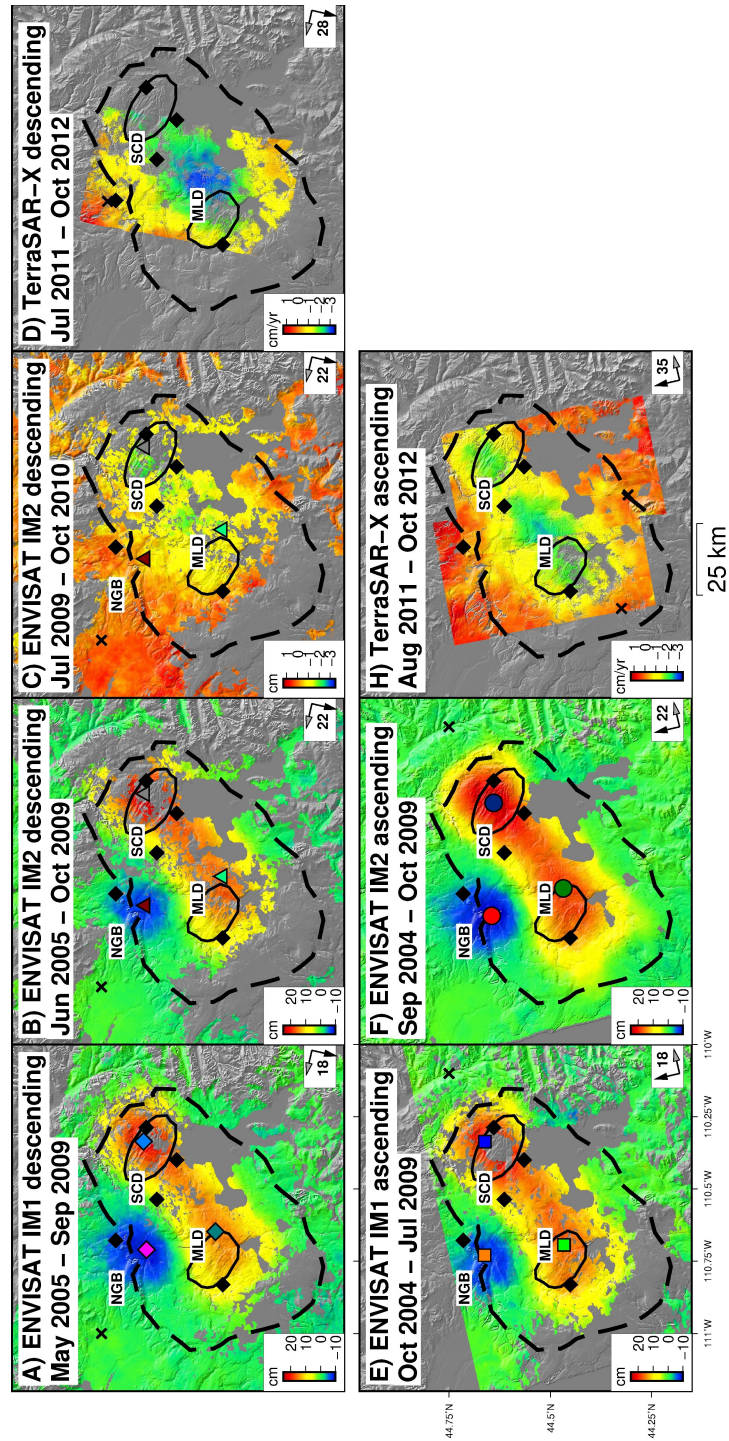 A) ENVISAT IM1 descending
May 2005 − Sep 2009
NGB
SCD
MLD
cm
20
10
0
−10
18
B) ENVISAT IM2 descending
Jun 2005 − Oct 2009
NGB
SCD
MLD
cm
20
10
0
−10
22
C) ENVISAT IM2 descending
Jul 2009 − Oct 2010
NGB
SCD
MLD
cm
1
0
−1
−2
−3
22
D) TerraSAR−X descending
Jul 2011 − Oct 2012
SCD
MLD
cm/yr
1
0
−1
−2
−3
28
E) ENVISAT IM1 ascending
Oct 2004 − Jul 2009
NGB
SCD
MLD
cm
20
10
0
−10
18
44.75˚N
44.5˚N
44.25˚N
111˚W
110.75˚W
110.5˚W
110.25˚W
110˚W
F) ENVISAT IM2 ascending
Sep 2004 − Oct 2009
NGB
SCD
MLD
cm
20
10
0
−10
22
H) TerraSAR−X ascending
Aug 2011 − Oct 2012
SCD
MLD
cm/yr
1
0
−1
−2
−3
35
25 km